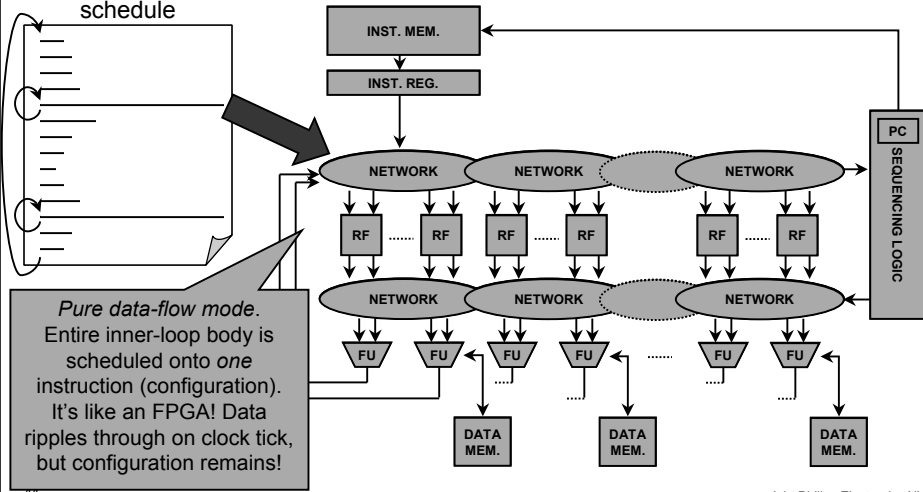 schedule
INST. MEM.
INST. REG.
PC
SEQUENCING LOGIC
NETWORK NETWORK NETWORK
RF ...... RF RF ...... RF RF ...... RF
NETWORK NETWORK NETWORK
FU FU FU FU ...... FU FU
Pure data-flow mode.
Entire inner-loop body is
scheduled onto one
instruction (configuration).
It's like an FPGA! Data
ripples through on clock tick,
but configuration remains!
DATA MEM.
DATA MEM.
DATA MEM.